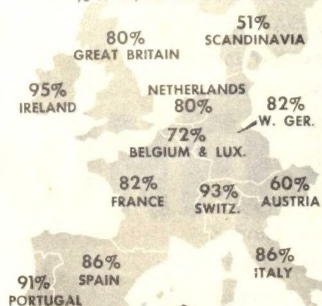 51%
SCANDINAVIA
80%
GREAT BRITAIN
95%
IRELAND
NETHERLANDS
80%
82%
W. GER.
72%
BELGIUM & LUX.
82%
FRANCE
93%
SWITZ.
60%
AUSTRIA
86%
SPAIN
86%
ITALY
91%
PORTUGAL